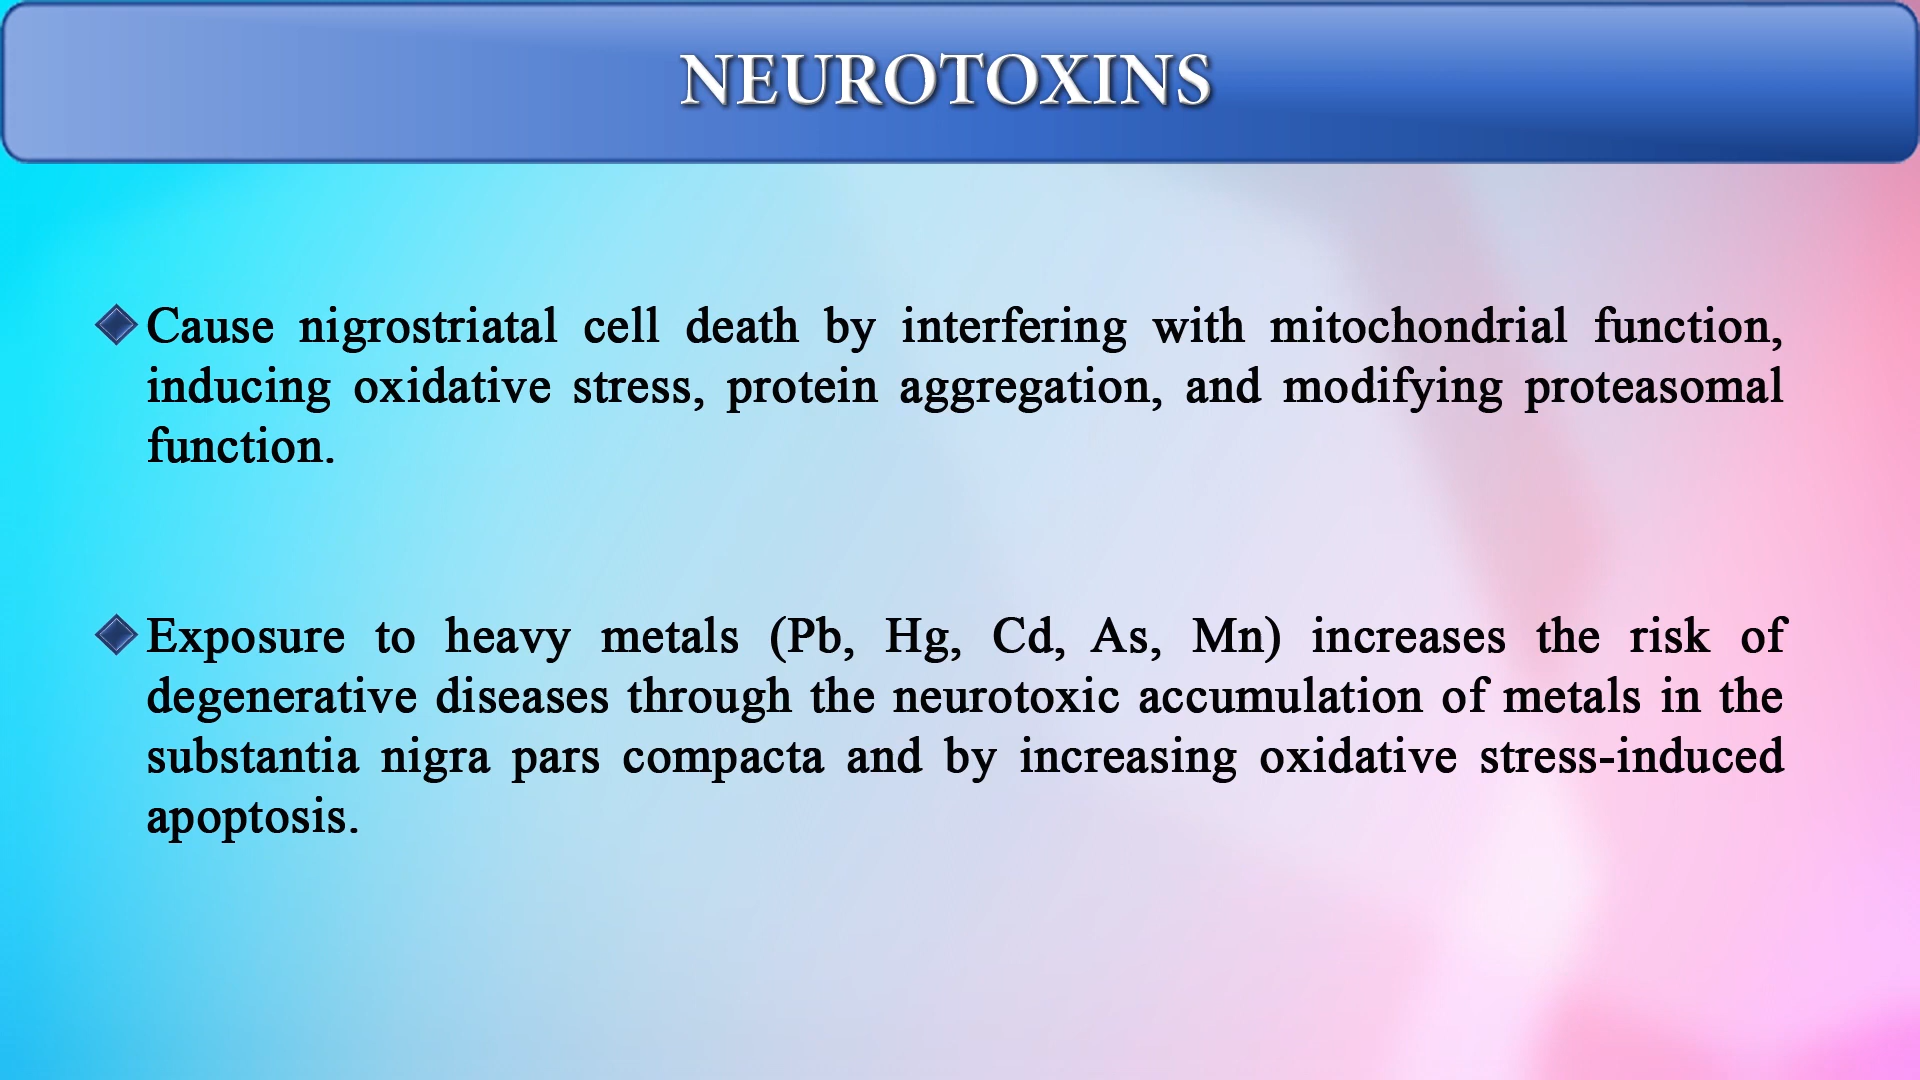 NEUROTOXINS
Cause nigrostriatal cell death by interfering with mitochondrial function,
inducing oxidative stress, protein aggregation, and modifying proteasomal
function.
Exposure to heavy metals (Pb, Hg, Cd, As, Mn) increases the risk of
degenerative diseases through the neurotoxic accumulation of metals in the
substantia nigra pars compacta and by increasing oxidative stress-induced
apoptosis.